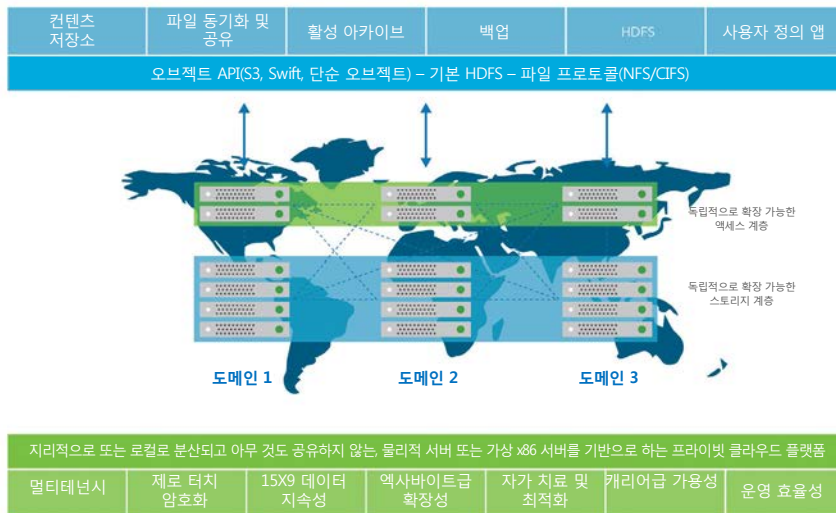 컨텐츠
저장소
파일 동기화 및
공유
활성 아카이브
백업
HDFS
사용자 정의 앱
오브젝트 API(S3, Swift, 단순 오브젝트) – 기본 HDFS – 파일 프로토콜(NFS/CIFS)
독립적으로 확장 가능한
액세스 계층
독립적으로 확장 가능한
스토리지 계층
도메인 1
도메인 2
도메인 3
지리적으로 또는 로컬로 분산되고 아무 것도 공유하지 않는, 물리적 서버 또는 가상 x86 서버를 기반으로 하는 프라이빗 클라우드 플랫폼
멀티테넌시
제로 터치
암호화
15X9 데이터
지속성
엑사바이트급
확장성
자가 치료 및
최적화
캐리어급 가용성
운영 효율성